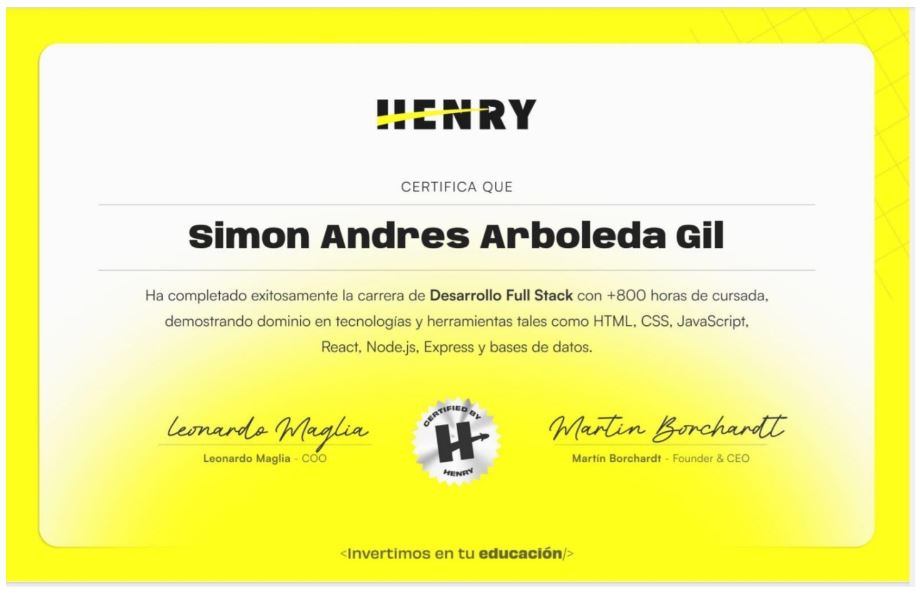 HENRY
CERTIFICA QUE
Simon Andres Arboleda Gil
Ha completado exitosamente la carrera de Desarrollo Full Stack con +800 horas de cursada,
demostrando dominio en tecnologías y herramientas tales como HTML, CSS, JavaScript,
React, Node.js, Express y bases de datos.
Leonardo Maglia
Leonardo Maglia - COO
CERTIFIED BY
H
HENRY
Martin Borchardt
Martín Borchardt - Founder & CEO
<Invertimos en tu educación/>